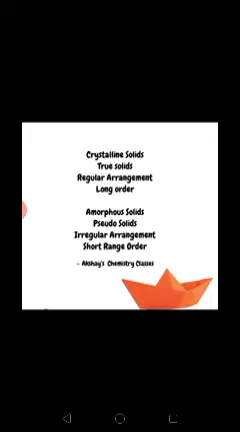 Crystalline Solids
True solids
Regular Arrangement
Long order
Amorphous Solids
Pseudo Solids
Irregular Arrangement
Short Range Order
- Akshay's Chemistry Classes